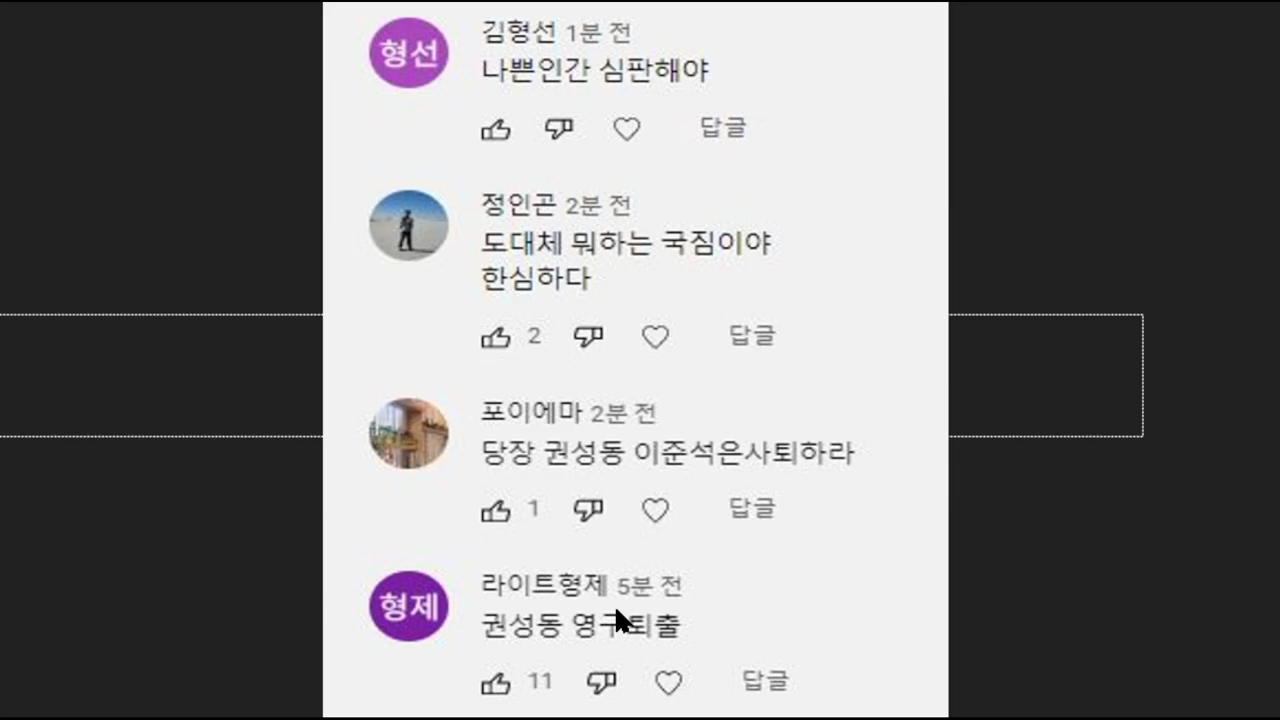 형선
김형선 1분 전
나쁜인간 심판해야
답글
정인곤 2분 전
도대체 뭐하는 국짐이야
한심하다
2 답글
포이에마 2분 전
당장 권성동 이준석은사퇴하라
1 답글
형제
라이트형제 5분 전
권성동 영구퇴출
11 답글